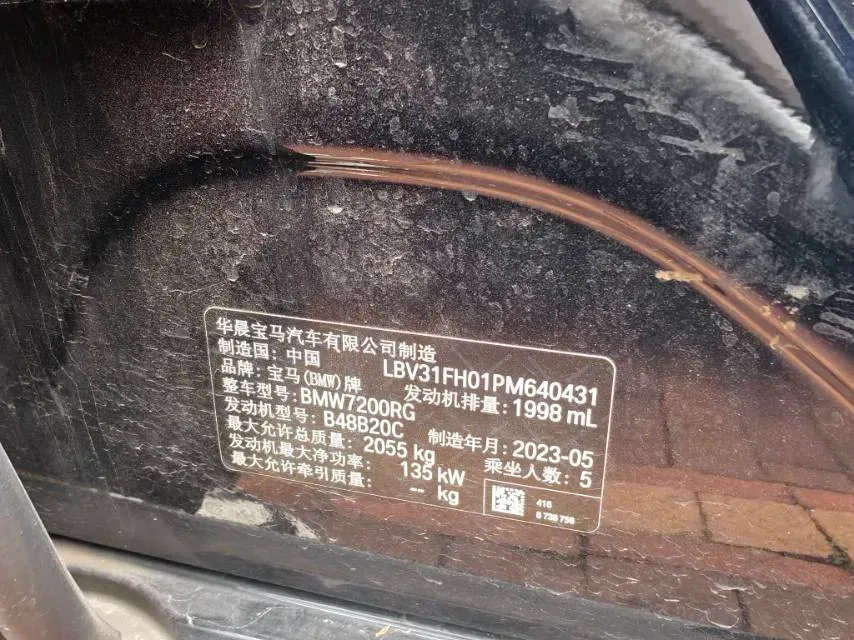 华晨宝马汽车有限公司制造
制造国: 中国 LBV31FH01PM640431
品牌: 宝马(BMW)牌 发动机排量: 1998 mL
整车型号: BMW7200RG
发动机型号: B48B20C 制造年月: 2023-05
最大允许总质量: 2055 kg 乘坐人数: 5
发动机最大净功率: 135 kW
最大允许牵引质量: -- kg
416
8 738 756